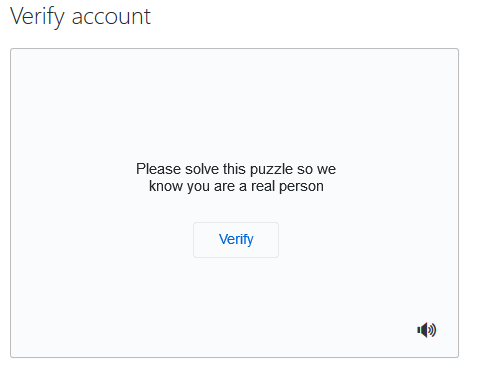 Verify account
Please solve this puzzle so we
know you are a real person
Verify